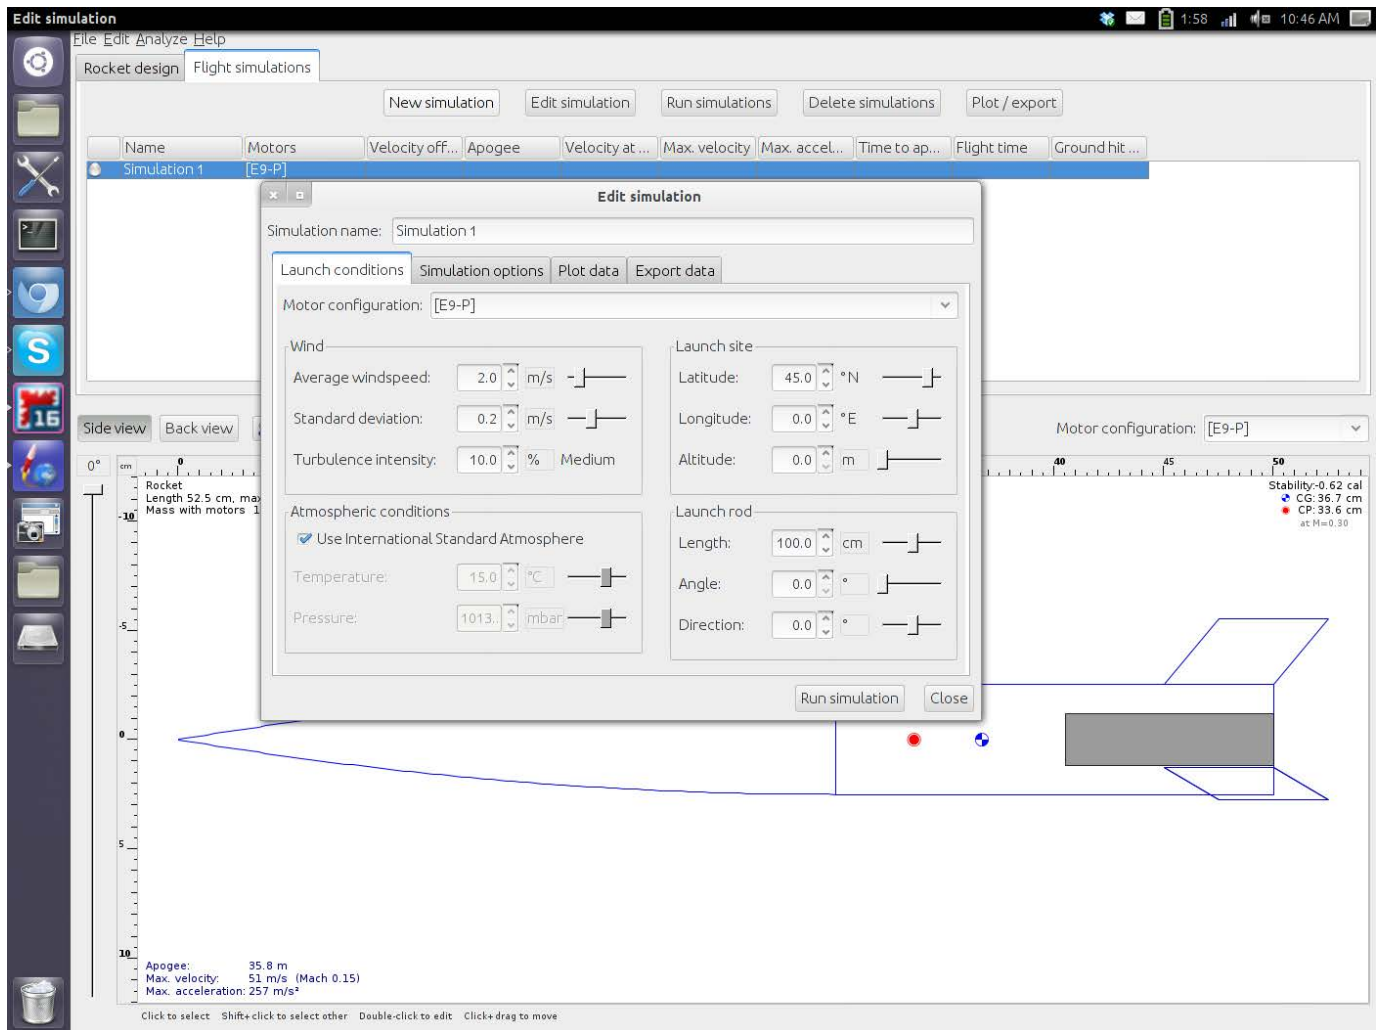 Edit simulation
1:58
10:46 AM
File Edit Analyze Help
Rocket design
Flight simulations
New simulation
Edit simulation
Run simulations
Delete simulations
Plot / export
Name Motors Velocity off... Apogee Velocity at ... Max. velocity Max. accel... Time to ap... Flight time Ground hit ...
Simulation 1 [E9-P]
Edit simulation
Simulation name: Simulation 1
Launch conditions
Simulation options
Plot data
Export data
Motor configuration: [E9-P]
Wind
Average windspeed: 2.0 m/s
Standard deviation: 0.2 m/s
Turbulence intensity: 10.0 % Medium
Launch site
Latitude: 45.0 °N
Longitude: 0.0 °E
Altitude: 0.0 m
Atmospheric conditions
Use International Standard Atmosphere
Temperature: 15.0 °C
Pressure: 1013.. mbar
Launch rod
Length: 100.0 cm
Angle: 0.0 °
Direction: 0.0 °
Run simulation
Close
Side view
Back view
Motor configuration: [E9-P]
0°
cm
0
40 45 50
Rocket
Length 52.5 cm, max
Mass with motors 1
Stability:-0.62 cal
CG: 36.7 cm
CP: 33.6 cm
at M=0.30
-10
-5
0
5
10
16
Apogee: 35.8 m
Max. velocity: 51 m/s (Mach 0.15)
Max. acceleration: 257 m/s²
Click to select Shift+click to select other Double-click to edit Click+drag to move